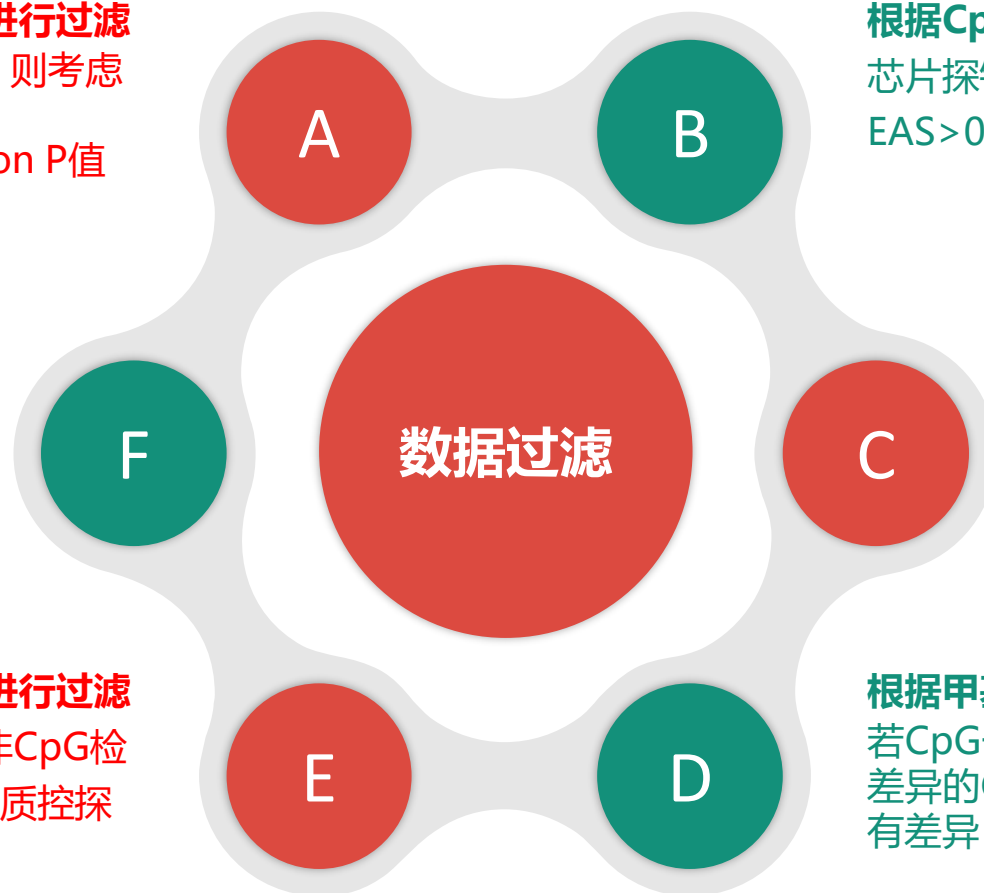 进行过滤
根据Cp
则考虑
芯片探
A
B
EAS>0
on P值
F
数据过滤
C
进行过滤
根据甲
非CpG检
若CpG
质控探
E
D
差异的
有差异